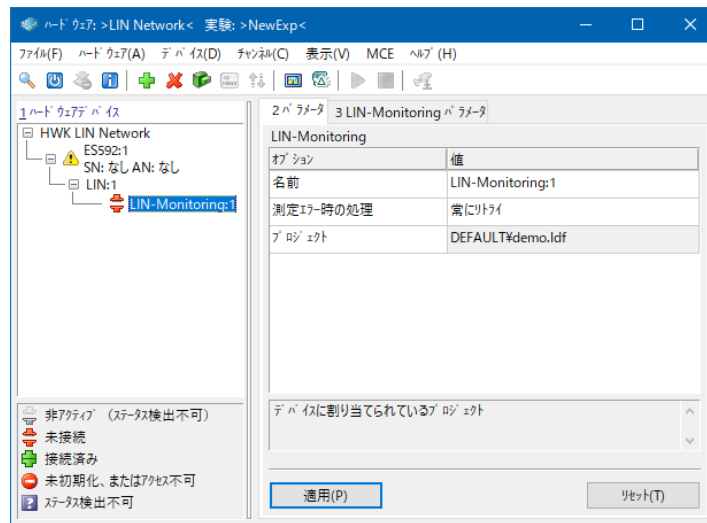 ﾊｰﾄﾞｳｪｱ: >LIN Network<  実験: >NewExp<
ﾌｧｲﾙ(F) ﾊｰﾄﾞｳｪｱ(A) ﾃﾞﾊﾞｲｽ(D) ﾁｬﾝﾈﾙ(C) 表示(V) MCE ﾍﾙﾌﾟ(H)
1 ﾊｰﾄﾞｳｪｱﾃﾞﾊﾞｲｽ
HWK LIN Network
ES592:1
SN: なし AN: なし
LIN:1
LIN-Monitoring:1
非ｱｸﾃｨﾌﾞ (ｽﾃｰﾀｽ検出不可)
未接続
接続済み
未初期化、またはｱｸｾｽ不可
ｽﾃｰﾀｽ検出不可
2 ﾊﾟﾗﾒｰﾀ 3 LIN-Monitoring ﾊﾟﾗﾒｰﾀ
LIN-Monitoring
ｵﾌﾟｼｮﾝ 値
名前 LIN-Monitoring:1
測定ｴﾗｰ時の処理 常にﾘﾄﾗｲ
ﾌﾟﾛｼﾞｪｸﾄ DEFAULT¥demo.ldf
ﾃﾞﾊﾞｲｽに割り当てられているﾌﾟﾛｼﾞｪｸﾄ
適用(P) ﾘｾｯﾄ(T)